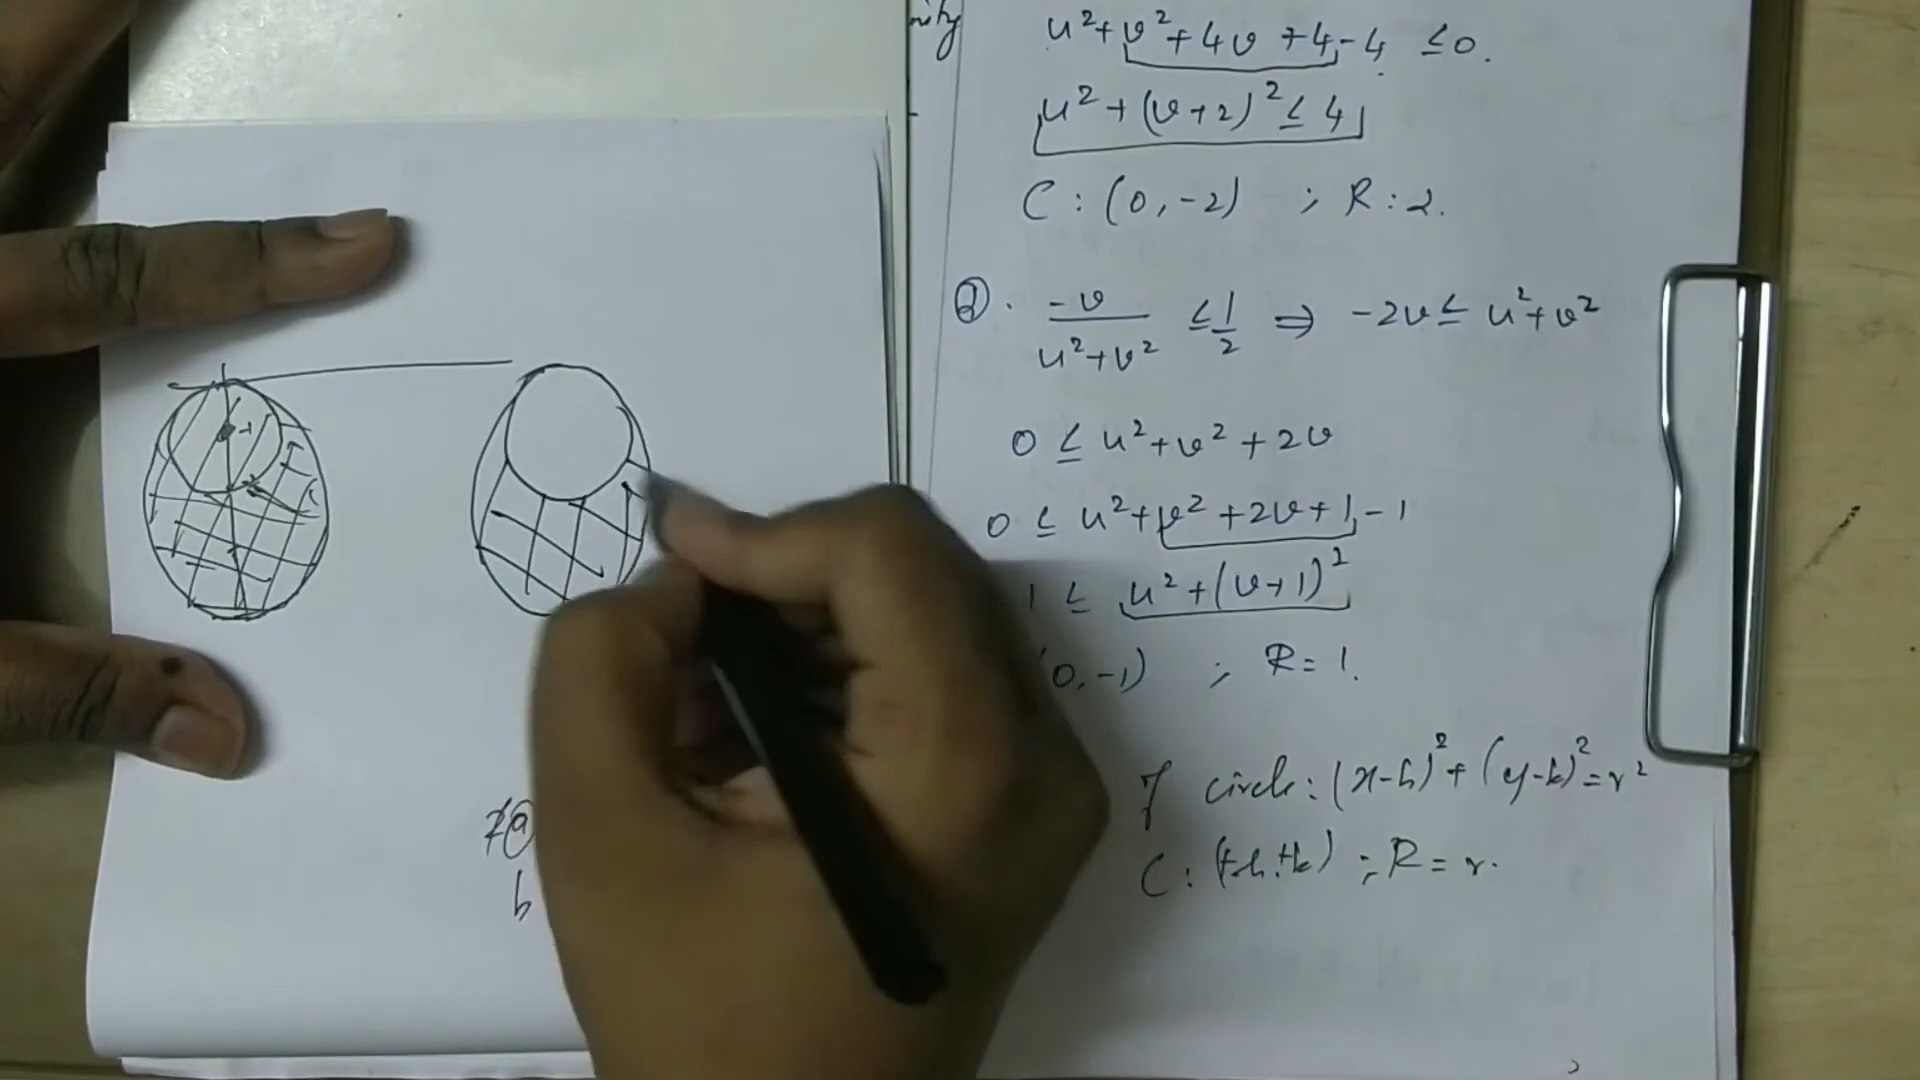 u²+v²+4v+4-4 ≤0.
u²+(v+2)²≤4
C:(0,-2) ; R:2.
②. -v/u²+v² ≤1/2 ⇒ -2v≤ u²+v²
0 ≤ u²+v²+2v
0 ≤ u²+v²+2v+1-1
1 ≤ u²+(v+1)²
(0,-1) ; R=1.
circle: (x-h)²+(y-k)²=r²
C: (+h,+k) ; R=r.
-1
a
b